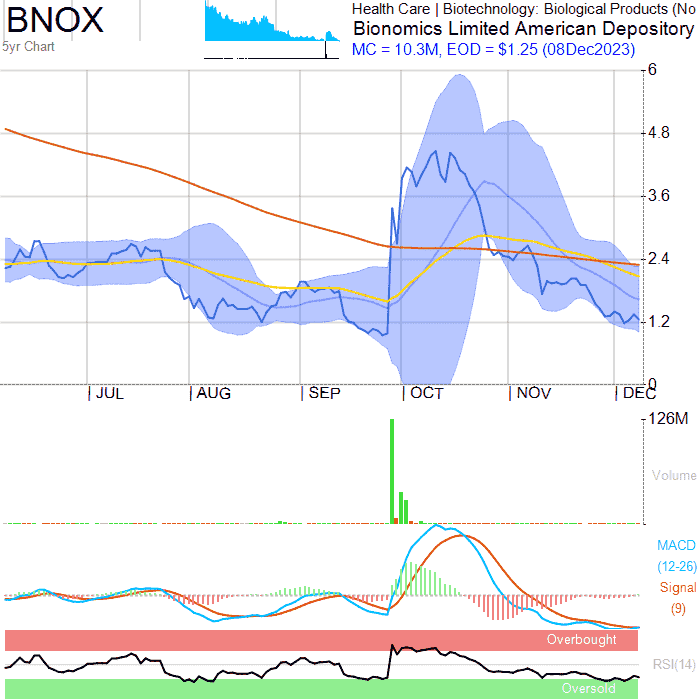 BNOX
5yr Chart
Health Care | Biotechnology: Biological Products (No
Bionomics Limited American Depository
MC = 10.3M, EOD = $1.25 (08Dec2023)
6
4.8
3.6
2.4
1.2
0
JUL AUG SEP OCT NOV DEC
126M
Volume
MACD
(12-26)
Signal
(9)
Overbought
RSI(14)
Oversold